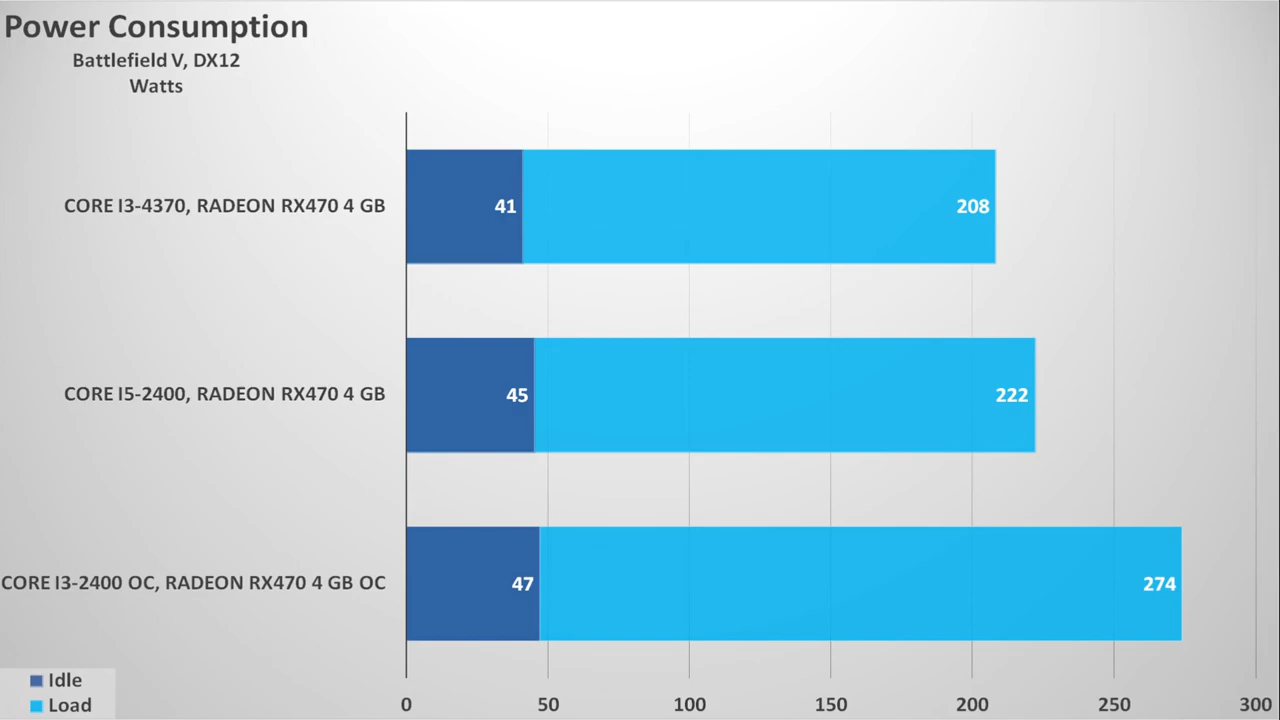 Power Consumption
Battlefield V, DX12
Watts
CORE I3-4370, RADEON RX470 4 GB
41
208
CORE I5-2400, RADEON RX470 4 GB
45
222
CORE I3-2400 OC, RADEON RX470 4 GB OC
47
274
Idle
Load
0 50 100 150 200 250 300